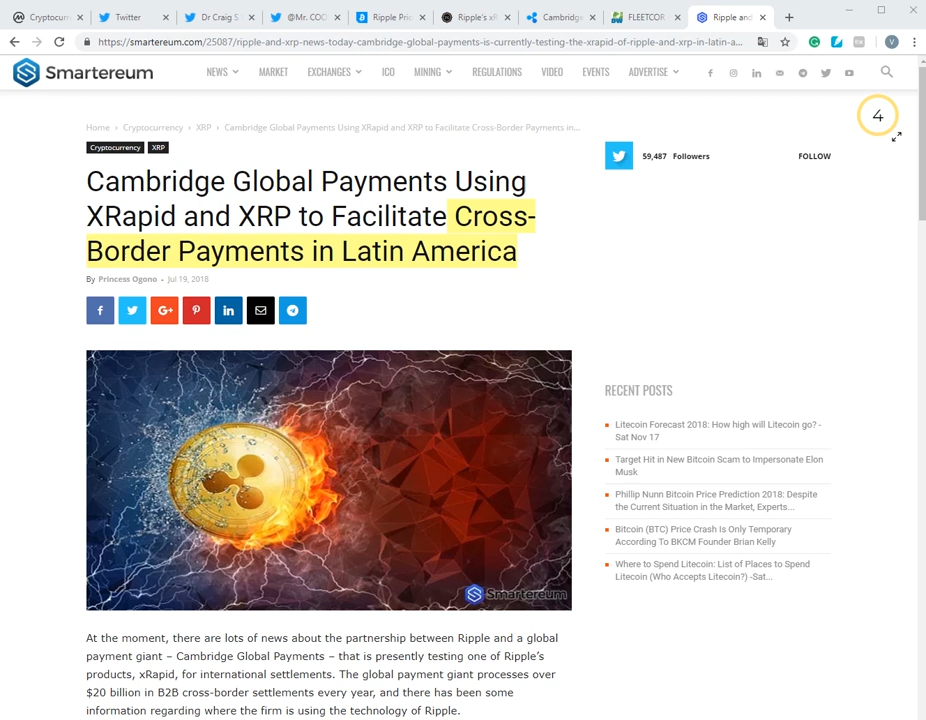 Cryptocurr
Twitter
Dr Craig S
@Mr. COD
Ripple Pric
Ripple's xR
Cambridge
FLEETCOR
Ripple and
https://smartereum.com/25087/ripple-and-xrp-news-today-cambridge-global-payments-is-currently-testing-the-xrapid-of-ripple-and-xrp-in-latin-a...
V
Smartereum
NEWS
MARKET
EXCHANGES
ICO
MINING
REGULATIONS
VIDEO
EVENTS
ADVERTISE
4
Home › Cryptocurrency › XRP › Cambridge Global Payments Using XRapid and XRP to Facilitate Cross-Border Payments in...
Cryptocurrency XRP
Cambridge Global Payments Using
XRapid and XRP to Facilitate Cross-
Border Payments in Latin America
By Princess Ogono - Jul 19, 2018
59,487 Followers FOLLOW
Smartereum
At the moment, there are lots of news about the partnership between Ripple and a global
payment giant – Cambridge Global Payments – that is presently testing one of Ripple's
products, xRapid, for international settlements. The global payment giant processes over
$20 billion in B2B cross-border settlements every year, and there has been some
information regarding where the firm is using the technology of Ripple.
RECENT POSTS
Litecoin Forecast 2018: How high will Litecoin go? -
Sat Nov 17
Target Hit in New Bitcoin Scam to Impersonate Elon
Musk
Phillip Nunn Bitcoin Price Prediction 2018: Despite
the Current Situation in the Market, Experts...
Bitcoin (BTC) Price Crash Is Only Temporary
According To BKCM Founder Brian Kelly
Where to Spend Litecoin: List of Places to Spend
Litecoin (Who Accepts Litecoin?) -Sat...